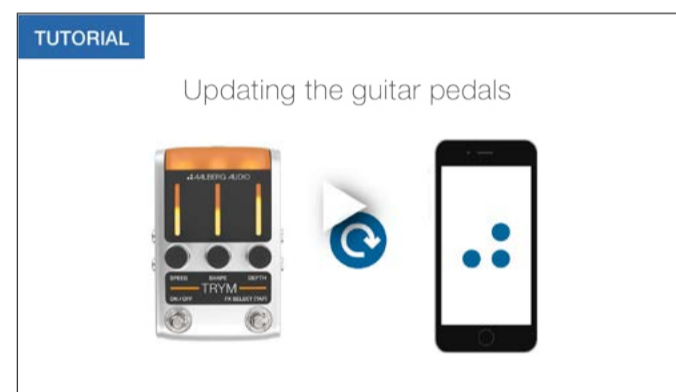 TUTORIAL
Updating the guitar pedals
AALBERG AUDIO
SPEED SHAPE DEPTH
TRYM
ON / OFF FX SELECT (TAP)